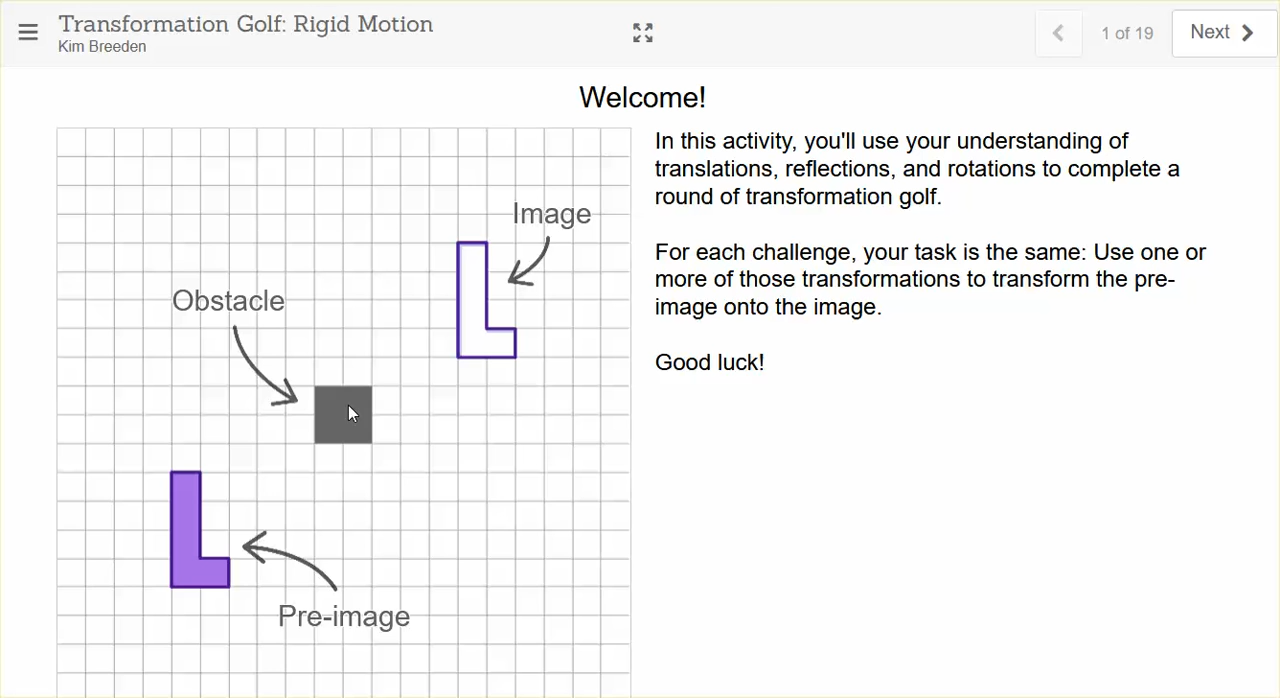 Transformation Golf: Rigid Motion
Kim Breeden
1 of 19
Next
Welcome!
In this activity, you'll use your understanding of
translations, reflections, and rotations to complete a
round of transformation golf.
For each challenge, your task is the same: Use one or
more of those transformations to transform the pre-
image onto the image.
Good luck!
Image
Obstacle
Pre-image